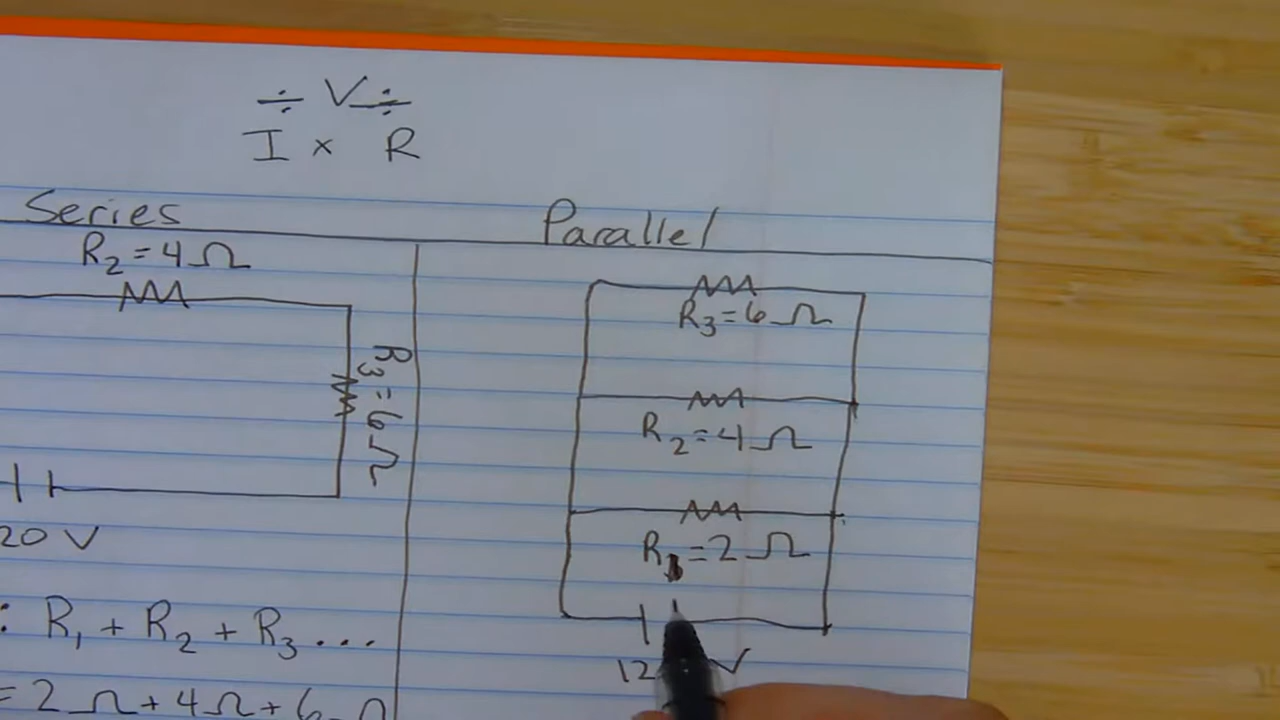 ÷ V ÷
I × R
Series
R₂ = 4 Ω
R₃ = 6 Ω
20 V
: R₁ + R₂ + R₃ ...
= 2 Ω + 4 Ω + 6 Ω
Parallel
R₃ = 6 Ω
R₂ = 4 Ω
R₁ = 2 Ω
V